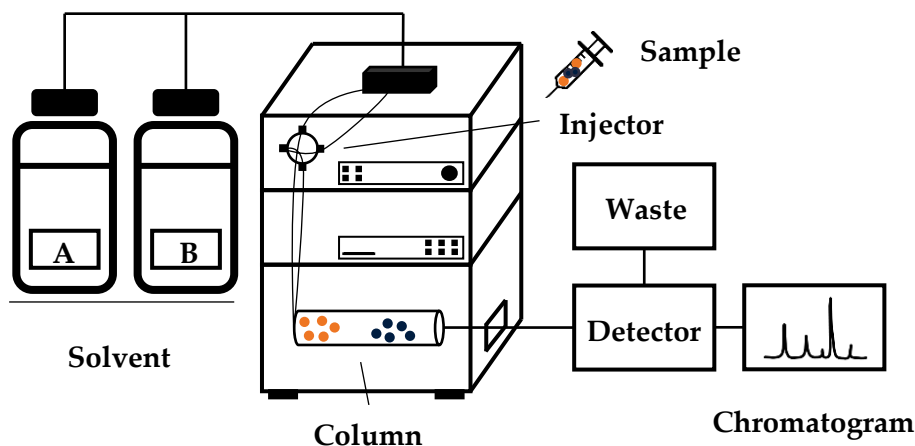 Sample
Injector
A
B
Waste
Detector
Solvent
Column
Chromatogram